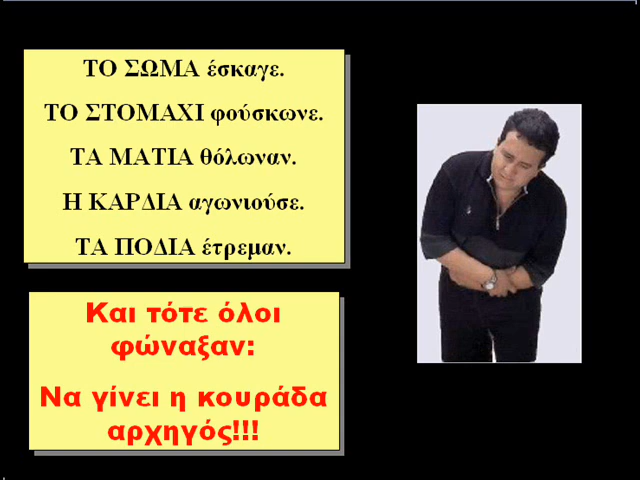 ΤΟ ΣΩΜΑ έσκαγε.
ΤΟ ΣΤΟΜΑΧΙ φούσκωνε.
ΤΑ ΜΑΤΙΑ θόλωναν.
Η ΚΑΡΔΙΑ αγωνιούσε.
ΤΑ ΠΟΔΙΑ έτρεμαν.
Και τότε όλοι
φώναξαν:
Να γίνει η κουράδα
αρχηγός!!!